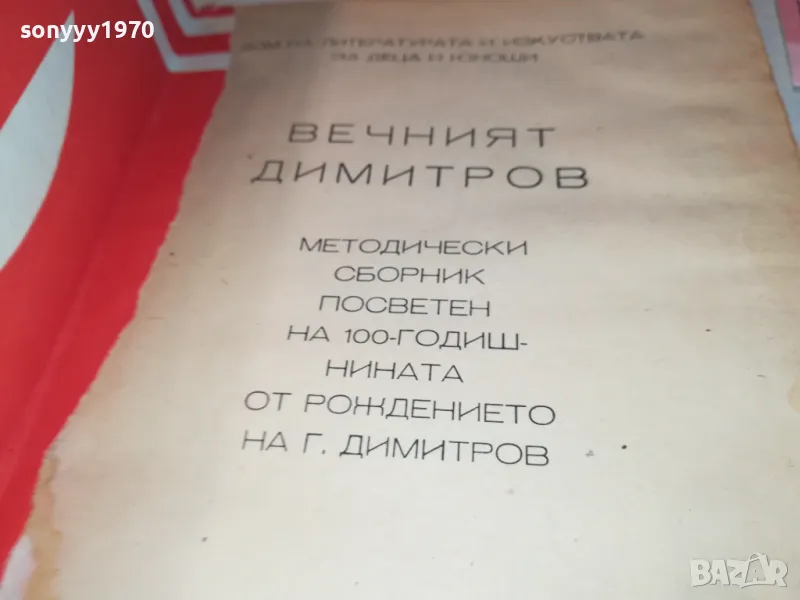 sonyyy1970
ДОМ НА ЛИТЕРАТУРАТА И ИЗКУСТВАТА
ЗА ДЕЦА И ЮНОШИ
ВЕЧНИЯТ
ДИМИТРОВ
МЕТОДИЧЕСКИ
СБОРНИК
ПОСВЕТЕН
НА 100-ГОДИШ-
НИНАТА
ОТ РОЖДЕНИЕТО
НА Г. ДИМИТРОВ
BAZAR